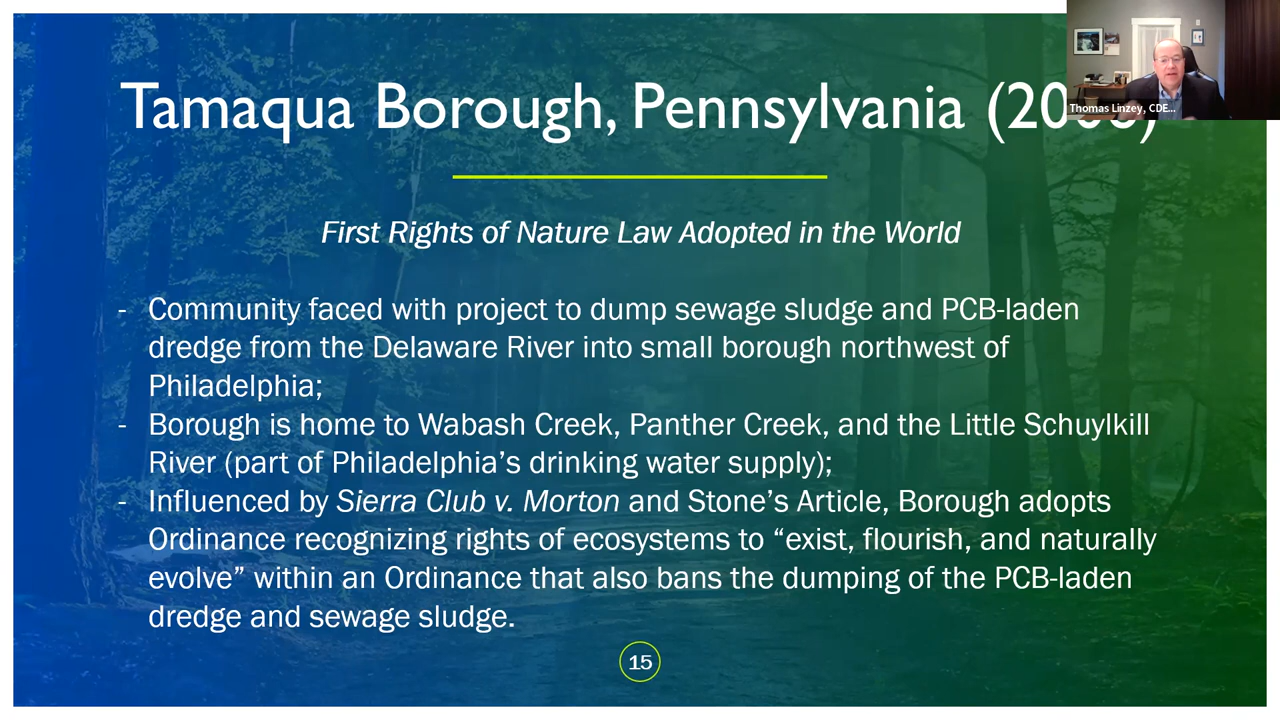 Tamaqua Borough, Pennsylvania (20
Thomas Linzey, CDE...
First Rights of Nature Law Adopted in the World
- Community faced with project to dump sewage sludge and PCB-laden
dredge from the Delaware River into small borough northwest of
Philadelphia;
- Borough is home to Wabash Creek, Panther Creek, and the Little Schuylkill
River (part of Philadelphia’s drinking water supply);
- Influenced by Sierra Club v. Morton and Stone’s Article, Borough adopts
Ordinance recognizing rights of ecosystems to “exist, flourish, and naturally
evolve” within an Ordinance that also bans the dumping of the PCB-laden
dredge and sewage sludge.
15